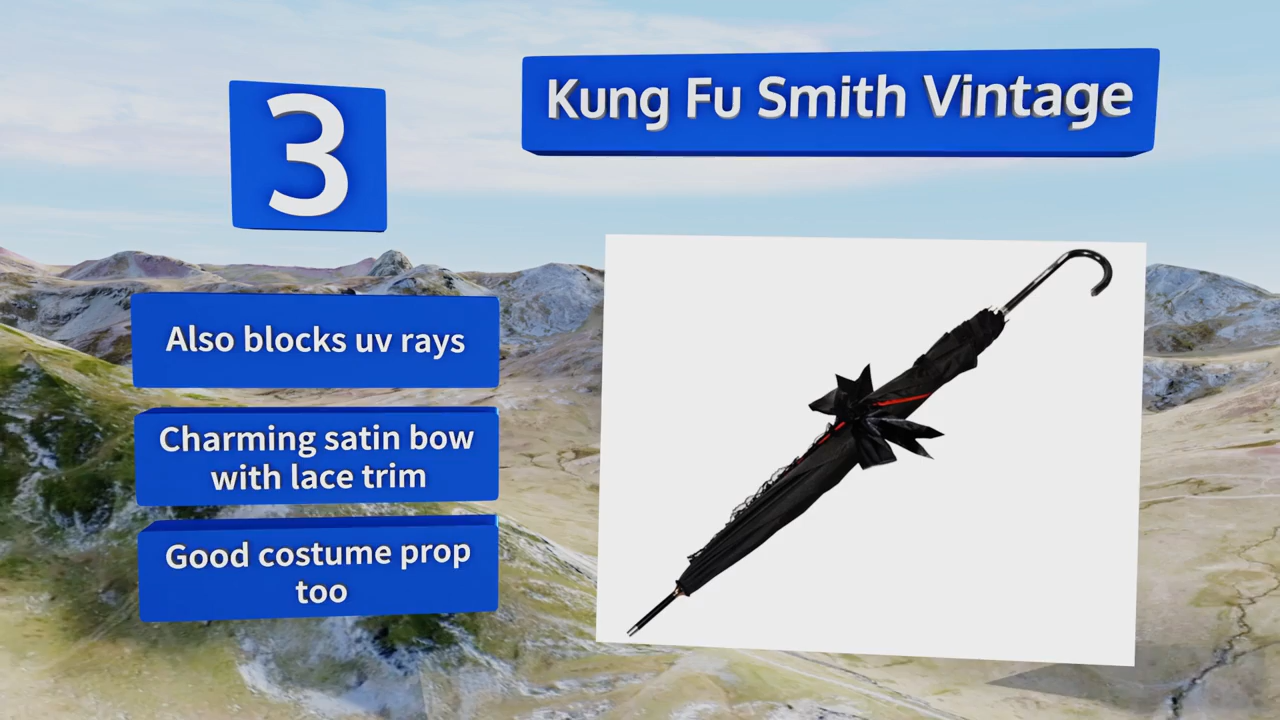 3
Kung Fu Smith Vintage
Also blocks uv rays
Charming satin bow
with lace trim
Good costume prop
too